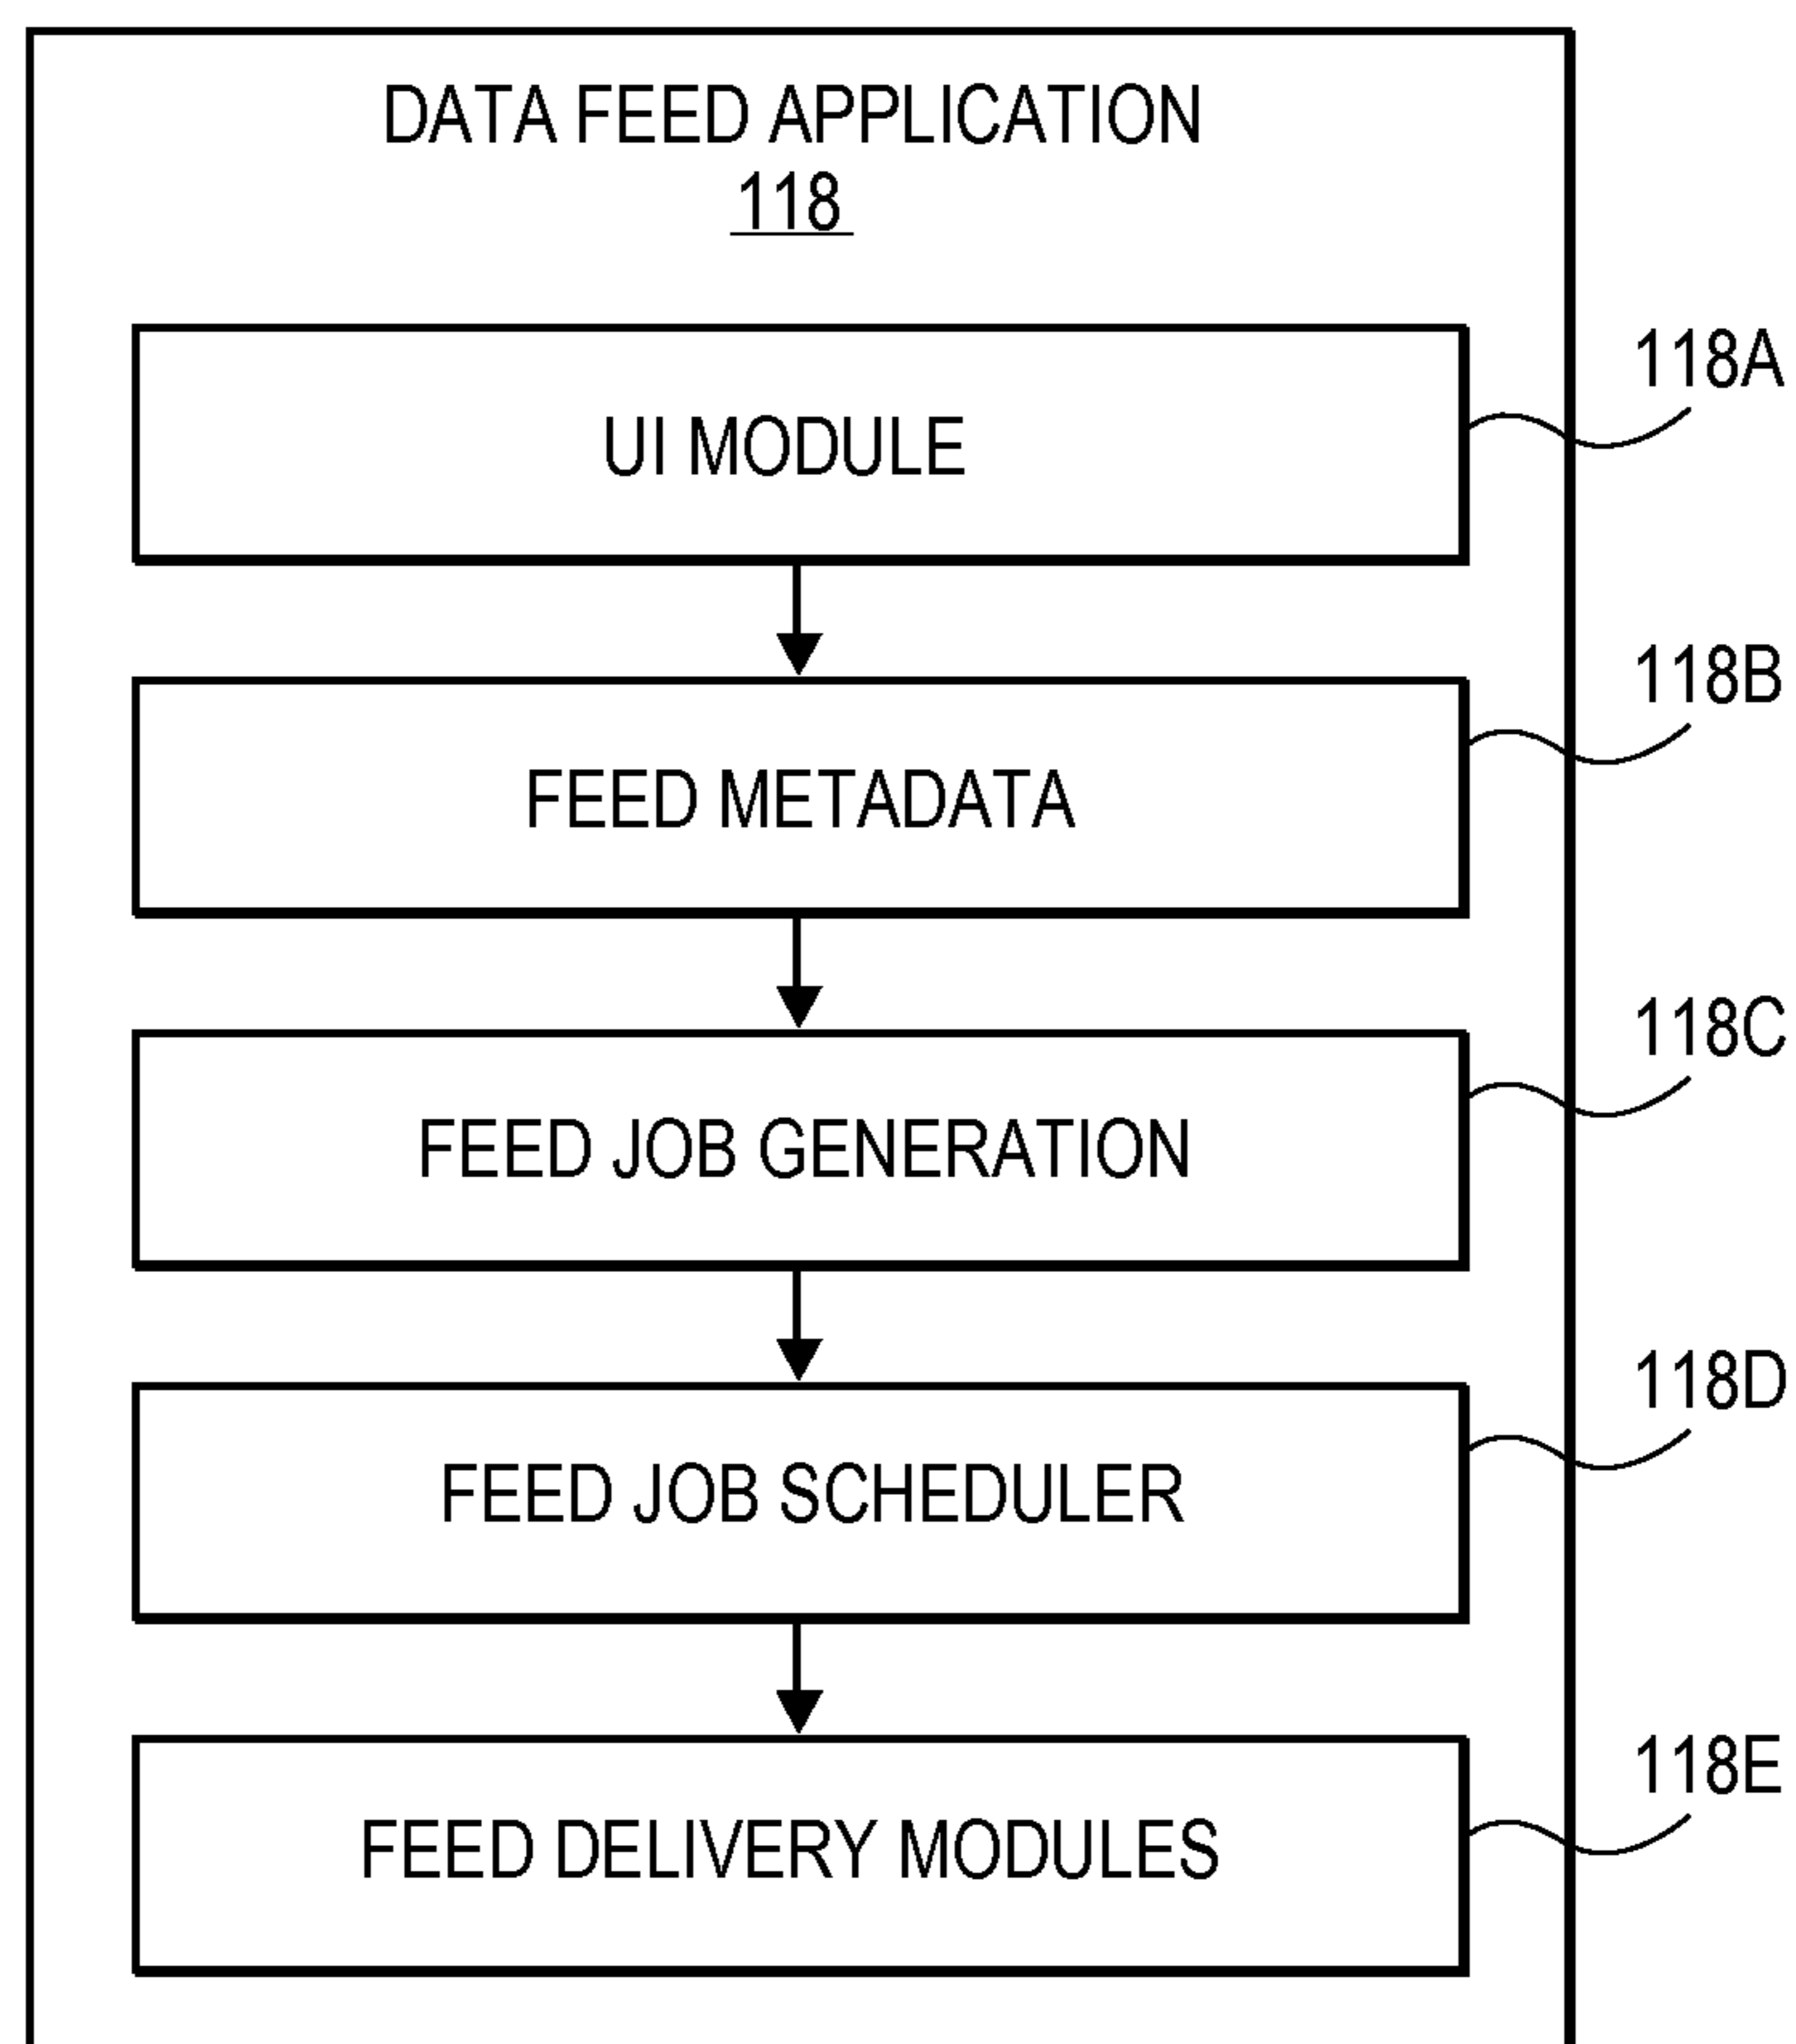 DATA FEED APPLICATION
118
UI MODULE
118A
FEED METADATA
118B
FEED JOB GENERATION
118C
FEED JOB SCHEDULER
118D
FEED DELIVERY MODULES
118E